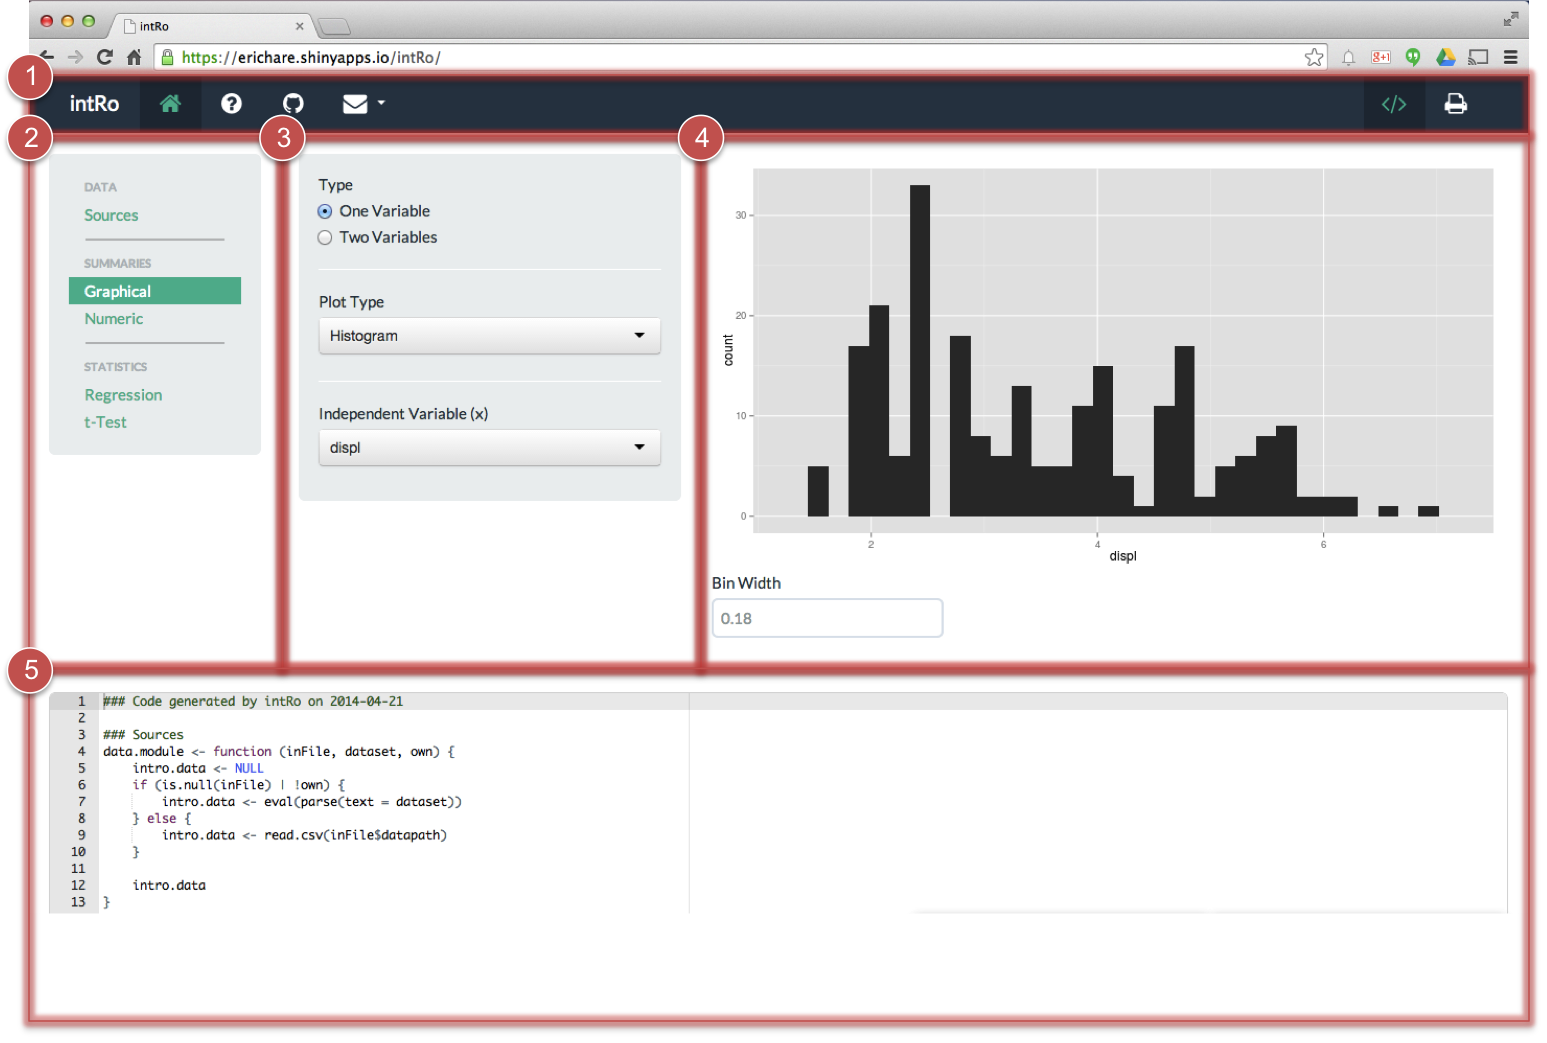 intRo
https://erichare.shinyapps.io/intRo/
8+1
1
intRo
</>
2
3
4
DATA
Sources
SUMMARIES
Graphical
Numeric
STATISTICS
Regression
t-Test
Type
One Variable
Two Variables
Plot Type
Histogram
Independent Variable (x)
displ
30
20
10
0
count
2
4
6
displ
Bin Width
0.18
5
1 ### Code generated by intRo on 2014-04-21
2
3 ### Sources
4 data.module <- function (inFile, dataset, own) {
5 intro.data <- NULL
6 if (is.null(inFile) | !own) {
7 intro.data <- eval(parse(text = dataset))
8 } else {
9 intro.data <- read.csv(inFile$datapath)
10 }
11
12 intro.data
13 }